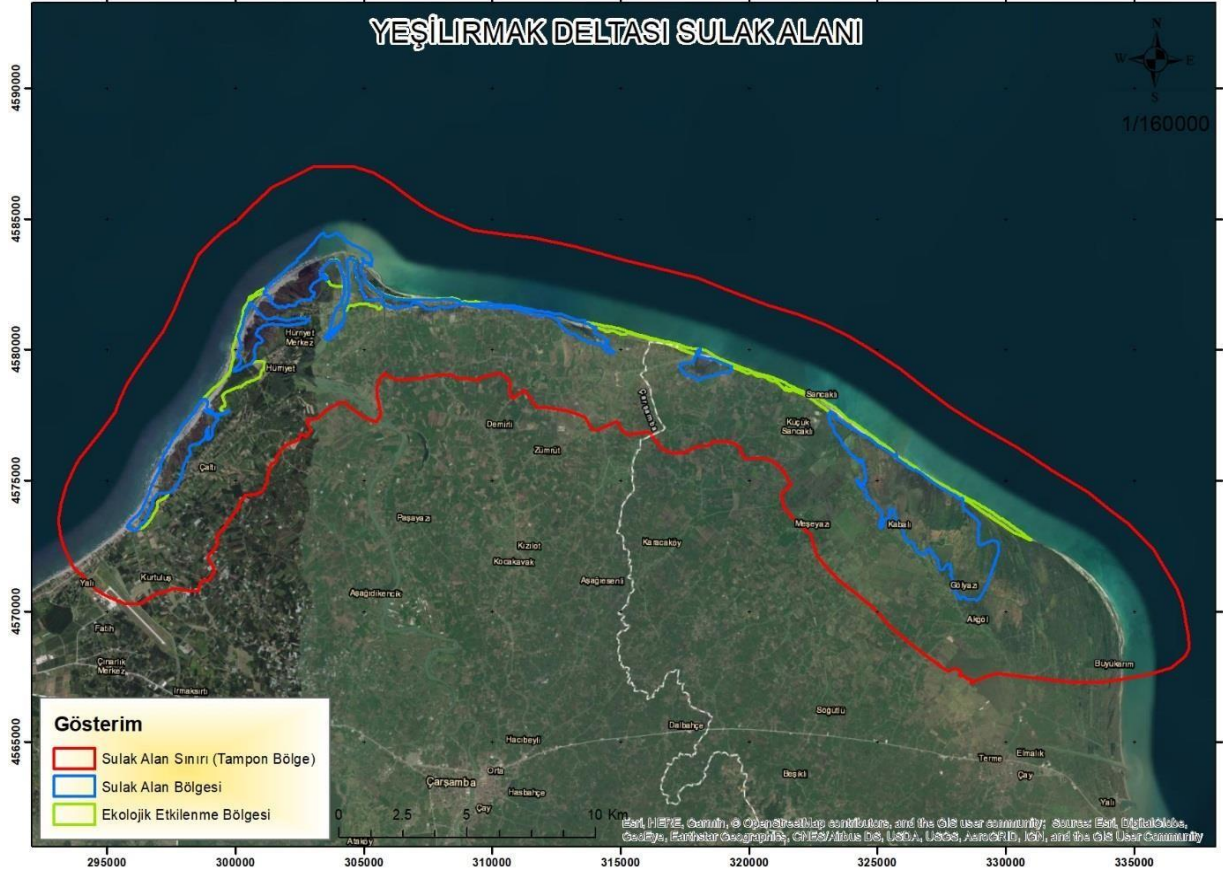 YEŞİLIRMAK DELTASI SULAK ALANI
N
W E
S
1/160000
4590000
4585000
4580000
4575000
4570000
4565000
Hürriyet
Merkez
Hürriyet
Çaltı
Kurtuluş
Yalı
Fatih
Çınarlık
Merkez
Irmaksırtı
Demirli
Zümrüt
Paşayazı
Kızılot
Kocakavak
Aşağıdikencik
Çarşamba
Karacaköy
Sancaklı
Küçük
Sancaklı
Meşeyazı
Kabalı
Gölyazı
Akgöl
Büyükarım
Söğütlü
Dalbahçe
Hacıbeyli
Orta
Çarşamba
Hasbahçe
Çay
Ataköy
Beşikli
Terme
Elmalık
Çay
Yalı
Gösterim
Sulak Alan Sınırı (Tampon Bölge)
Sulak Alan Bölgesi
Ekolojik Etkilenme Bölgesi
0 2.5 5 10 Km
Esri, HERE, Garmin, © OpenStreetMap contributors, and the GIS user community; Source: Esri, DigitalGlobe,
GeoEye, Earthstar Geographics, CNES/Airbus DS, USDA, USGS, AeroGRID, IGN, and the GIS User Community
295000 300000 305000 310000 315000 320000 325000 330000 335000